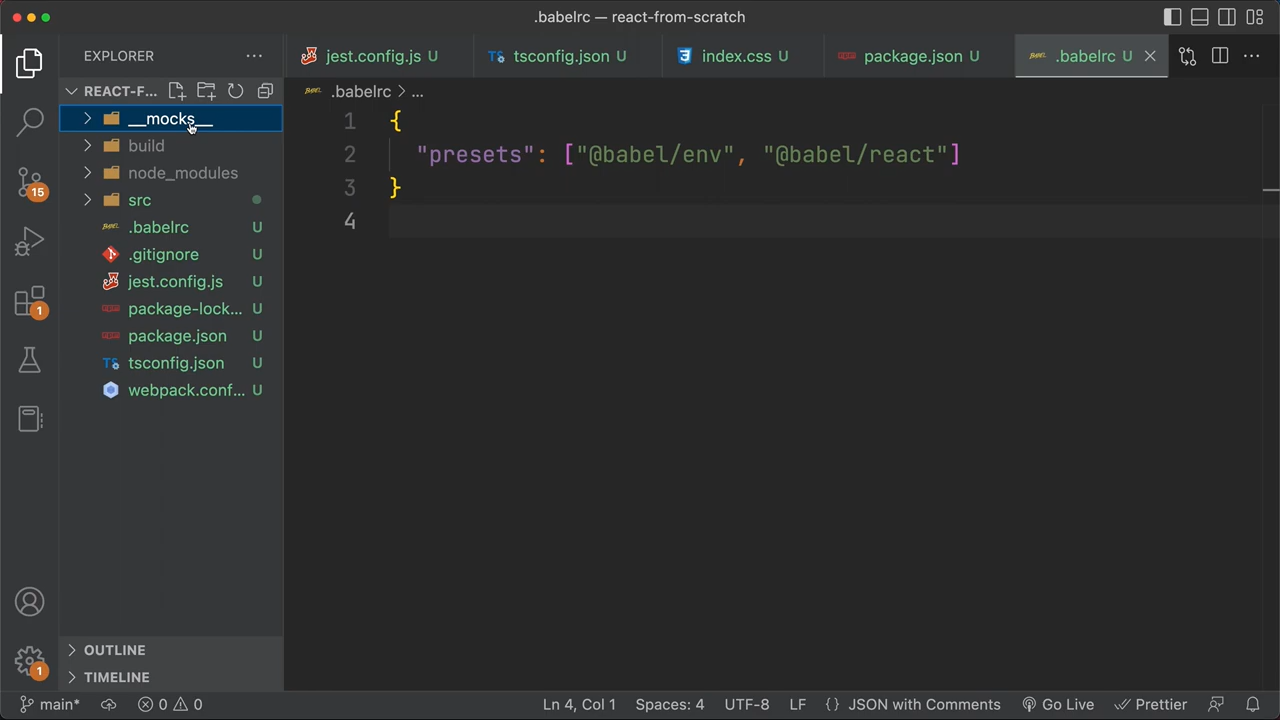 .babelrc — react-from-scratch
EXPLORER
jest.config.js U
tsconfig.json U
index.css U
package.json U
.babelrc U
REACT-F...
.babelrc > ...
__mocks__
build
node_modules
src
.babelrc U
.gitignore U
jest.config.js U
package-lock... U
package.json U
tsconfig.json U
webpack.conf... U
1 {
2 "presets": ["@babel/env", "@babel/react"]
3 }
4
15
1
1
OUTLINE
TIMELINE
main* 0 0 Ln 4, Col 1 Spaces: 4 UTF-8 LF {} JSON with Comments Go Live Prettier